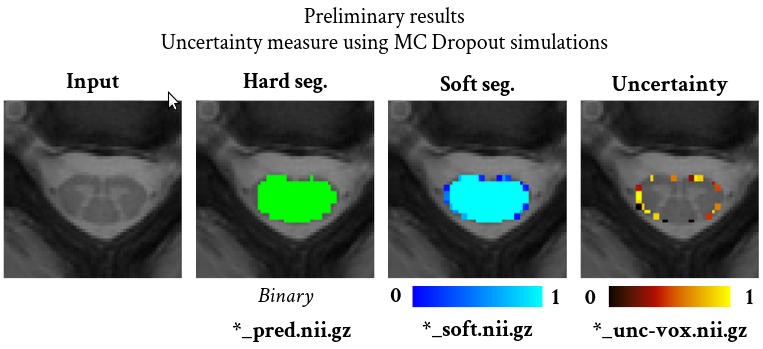 Preliminary results
Uncertainty measure using MC Dropout simulations
Input
Hard seg.
Soft seg.
Uncertainty
Binary
0
1
0
1
*_pred.nii.gz
*_soft.nii.gz
*_unc-vox.nii.gz